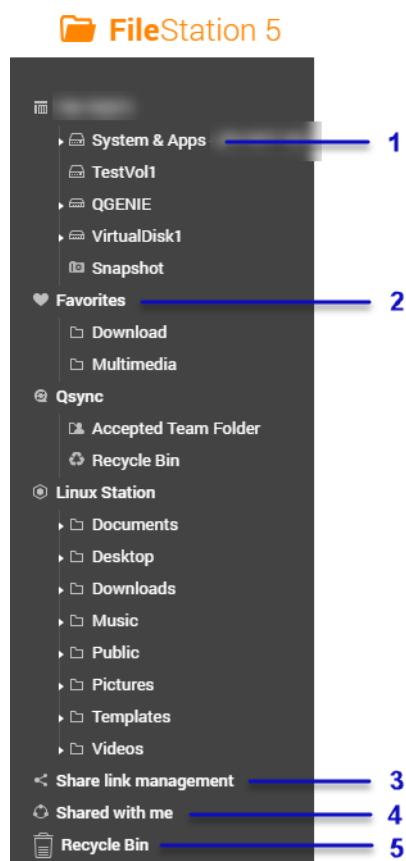 FileStation 5
System & Apps 1
TestVol1
QGENIE
VirtualDisk1
Snapshot
Favorites 2
Download
Multimedia
Qsync
Accepted Team Folder
Recycle Bin
Linux Station
Documents
Desktop
Downloads
Music
Public
Pictures
Templates
Videos
Share link management 3
Shared with me 4
Recycle Bin 5